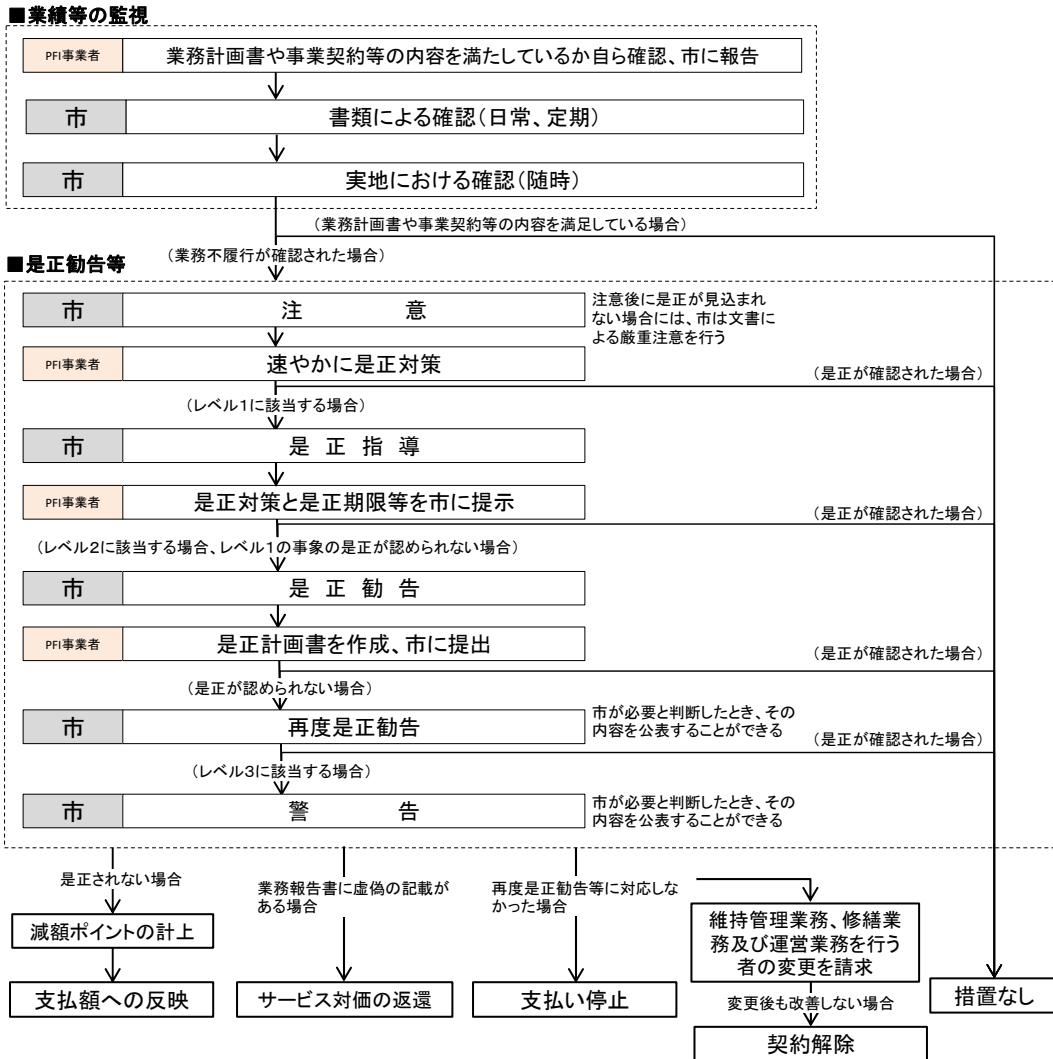 ■業績等の監視
PFI事業者
業務計画書や事業契約等の内容を満たしているか自ら確認、市に報告
市
書類による確認(日常、定期)
市
実地における確認(随時)
(業務計画書や事業契約等の内容を満足している場合)
(業務不履行が確認された場合)
■是正勧告等
市
注　　　意
注意後に是正が見込まれ
ない場合には、市は文書に
よる厳重注意を行う
PFI事業者
速やかに是正対策
(是正が確認された場合)
(レベル1に該当する場合)
市
是 正 指 導
PFI事業者
是正対策と是正期限等を市に提示
(是正が確認された場合)
(レベル2に該当する場合、レベル1の事象の是正が認められない場合)
市
是 正 勧 告
PFI事業者
是正計画書を作成、市に提出
(是正が確認された場合)
(是正が認められない場合)
市
再度是正勧告
市が必要と判断したとき、その
内容を公表することができる
(是正が確認された場合)
(レベル3に該当する場合)
市
警　　　告
市が必要と判断したとき、その
内容を公表することができる
是正されない場合
業務報告書に虚偽の記載が
ある場合
再度是正勧告等に対応しな
かった場合
減額ポイントの計上
維持管理業務、修繕業
務及び運営業務を行う
者の変更を請求
支払額への反映
サービス対価の返還
支払い停止
変更後も改善しない場合
措置なし
契約解除